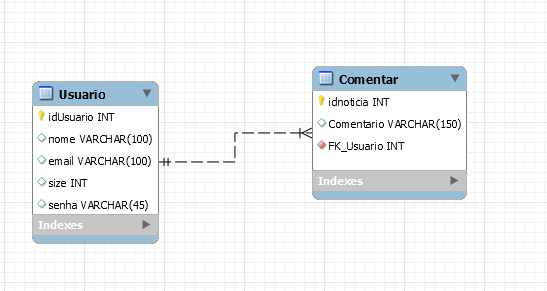 Usuario
idUsuario INT
nome VARCHAR(100)
email VARCHAR(100)
size INT
senha VARCHAR(45)
Indexes
Comentar
idnoticia INT
Comentario VARCHAR(150)
FK_Usuario INT
Indexes